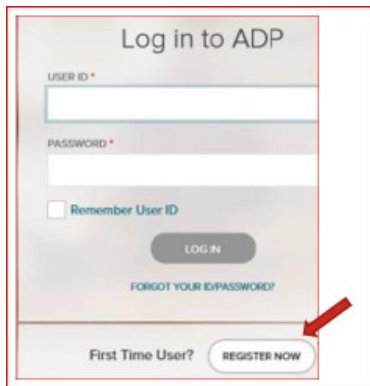 Log in to ADP
USER ID *
PASSWORD *
Remember User ID
LOG IN
FORGOT YOUR ID/PASSWORD?
First Time User? REGISTER NOW